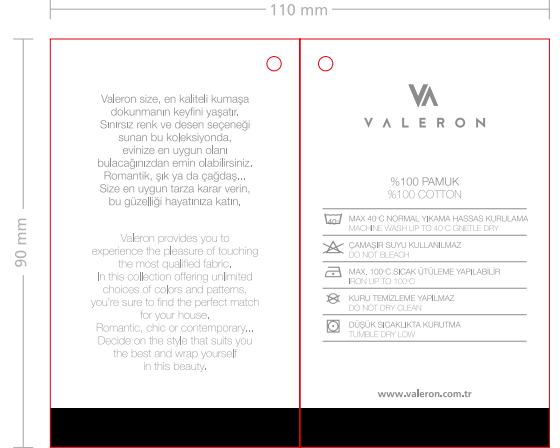 110 mm
90 mm
Valeron size, en kaliteli kumaşa
dokunmanın keyfini yaşatır.
Sınırsız renk ve desen seçeneği
sunan bu koleksiyonda,
evinize en uygun olanı
bulacağınızdan emin olabilirsiniz.
Romantik, şık ya da çağdaş...
Size en uygun tarza karar verin,
bu güzelliği hayatınıza katın.
Valeron provides you to
experience the pleasure of touching
the most qualified fabric.
In this collection offering unlimited
choices of colors and patterns,
you're sure to find the perfect match
for your house.
Romantic, chic or contemporary...
Decide on the style that suits you
the best and wrap yourself
in this beauty.
VA
VALERON
%100 PAMUK
%100 COTTON
40
MAX 40°C NORMAL YIKAMA HASSAS KURULAMA
MACHINE WASH UP TO 40°C GNETLE DRY
ÇAMAŞIR SUYU KULLANILMAZ
DO NOT BLEACH
MAX, 100°C SICAK ÜTÜLEME YAPILABİLİR
IRON UP TO 100°C
KURU TEMİZLEME YAPILMAZ
DO NOT DRY CLEAN
DÜŞÜK SICAKLIKTA KURUTMA
TUMBLE DRY LOW
www.valeron.com.tr